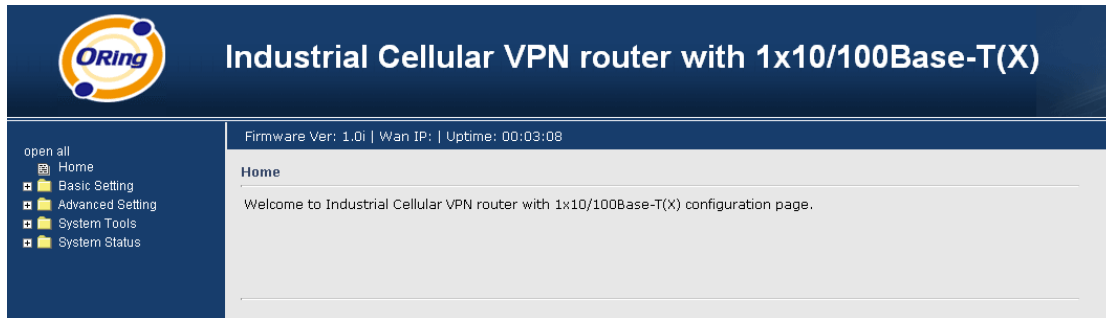 ORing
Industrial Cellular VPN router with 1x10/100Base-T(X)
Firmware Ver: 1.0i | Wan IP: | Uptime: 00:03:08
open all
Home
Basic Setting
Advanced Setting
System Tools
System Status
Home
Welcome to Industrial Cellular VPN router with 1x10/100Base-T(X) configuration page.